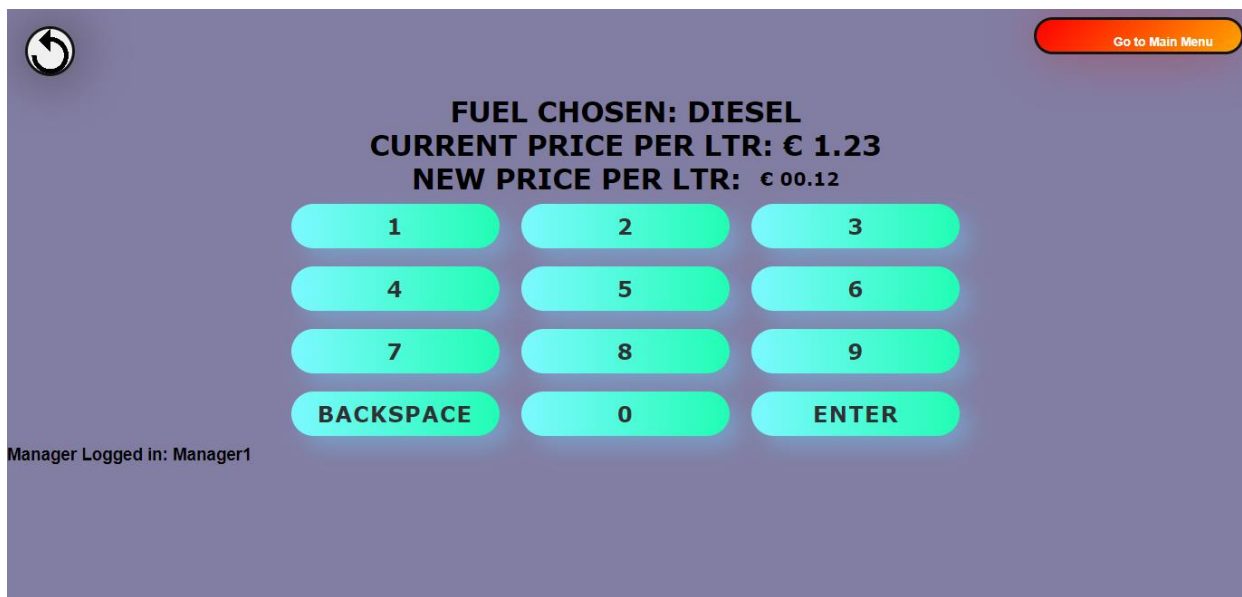 Go to Main Menu
FUEL CHOSEN: DIESEL
CURRENT PRICE PER LTR: € 1.23
NEW PRICE PER LTR: € 00.12
1 2 3
4 5 6
7 8 9
BACKSPACE 0 ENTER
Manager Logged in: Manager1